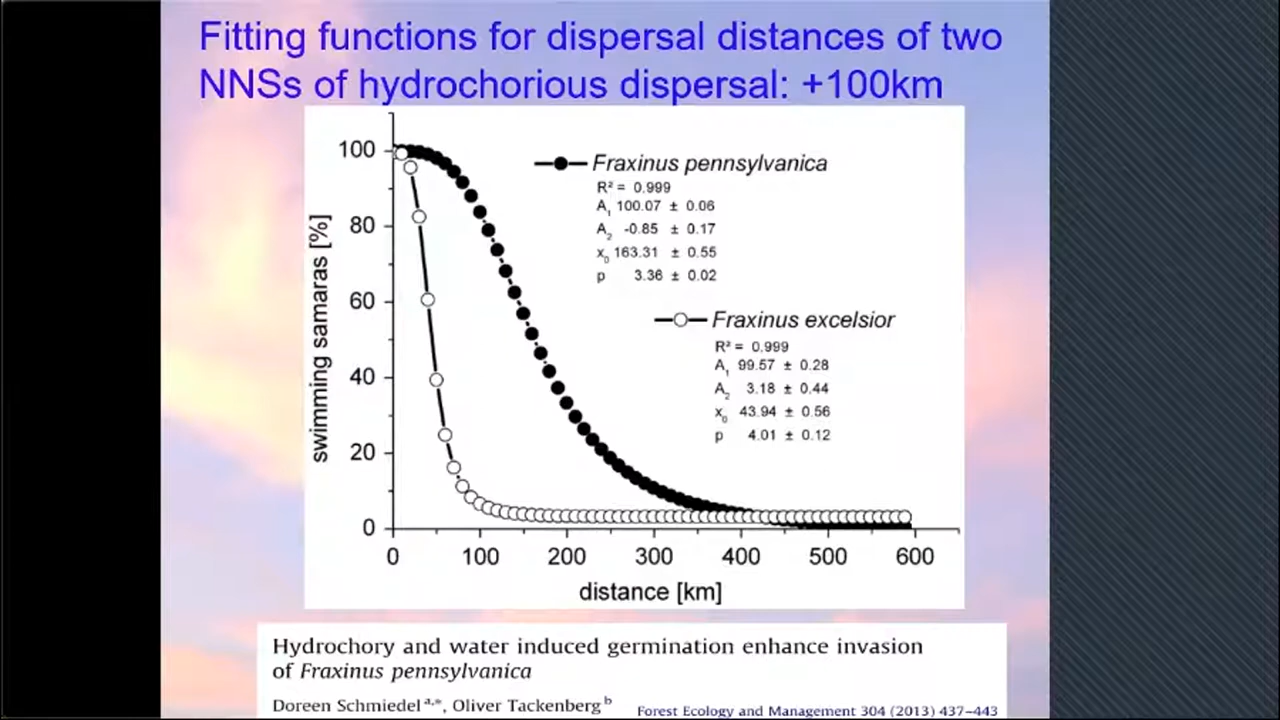 Fitting functions for dispersal distances of two
NNSs of hydrochorious dispersal: +100km
Fraxinus pennsylvanica
R² = 0.999
A₁ 100.07 ± 0.06
A₂ -0.85 ± 0.17
x₀ 163.31 ± 0.55
p 3.36 ± 0.02
Fraxinus excelsior
R² = 0.999
A₁ 99.57 ± 0.28
A₂ 3.18 ± 0.44
x₀ 43.94 ± 0.56
p 4.01 ± 0.12
swimming samaras [%]
100
80
60
40
20
0
0 100 200 300 400 500 600
distance [km]
Hydrochory and water induced germination enhance invasion
of Fraxinus pennsylvanica
Doreen Schmiedel a,*, Oliver Tackenberg b
Forest Ecology and Management 304 (2013) 437–443